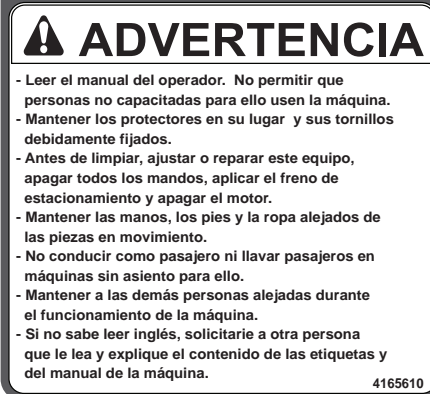 ADVERTENCIA
- Leer el manual del operador. No permitir que
personas no capacitadas para ello usen la máquina.
- Mantener los protectores en su lugar y sus tornillos
debidamente fijados.
- Antes de limpiar, ajustar o reparar este equipo,
apagar todos los mandos, aplicar el freno de
estacionamiento y apagar el motor.
- Mantener las manos, los pies y la ropa alejados de
las piezas en movimiento.
- No conducir como pasajero ni llavar pasajeros en
máquinas sin asiento para ello.
- Mantener a las demás personas alejadas durante
el funcionamiento de la máquina.
- Si no sabe leer inglés, solicitarie a otra persona
que le lea y explique el contenido de las etiquetas y
del manual de la máquina.
4165610